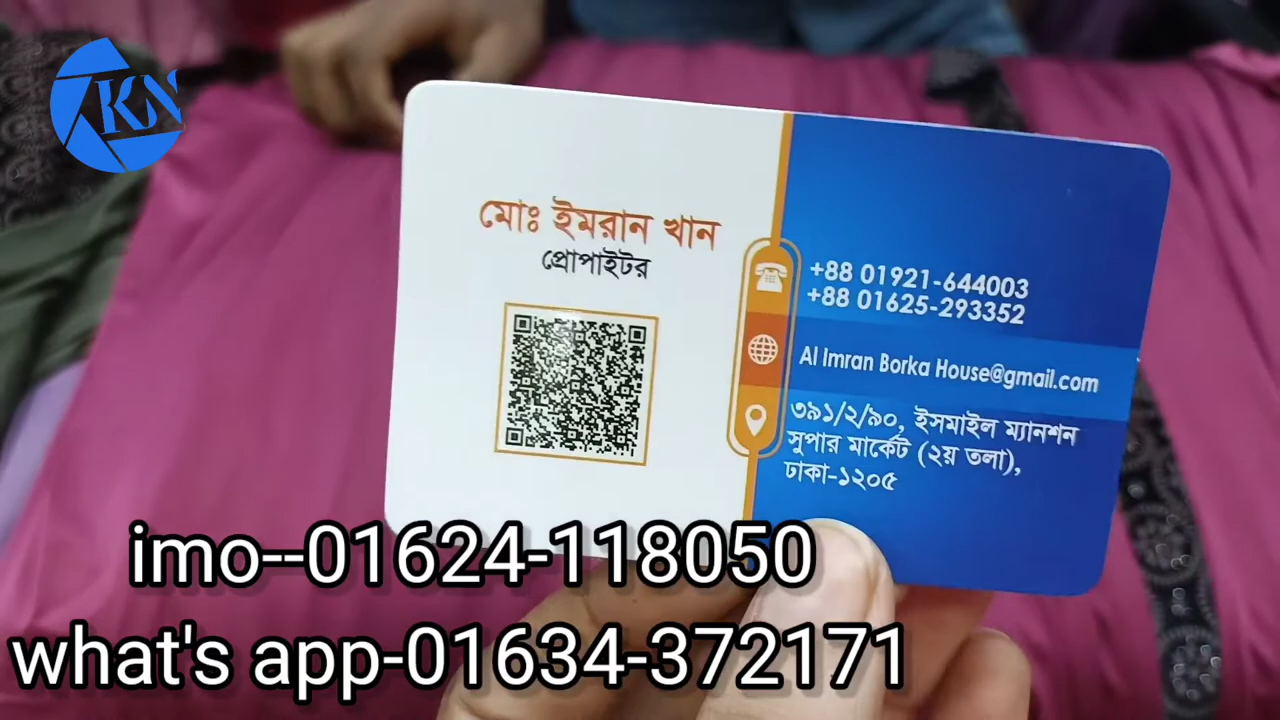 KN
মোঃ ইমরান খান
প্রোপাইটর
+88 01921-644003
+88 01625-293352
Al Imran Borka House@gmail.com
৩৯১/২/৯০, ইসমাইল ম্যানশন
সুপার মার্কেট (২য় তলা),
ঢাকা-১২০৫
imo--01624-118050
what's app-01634-372171